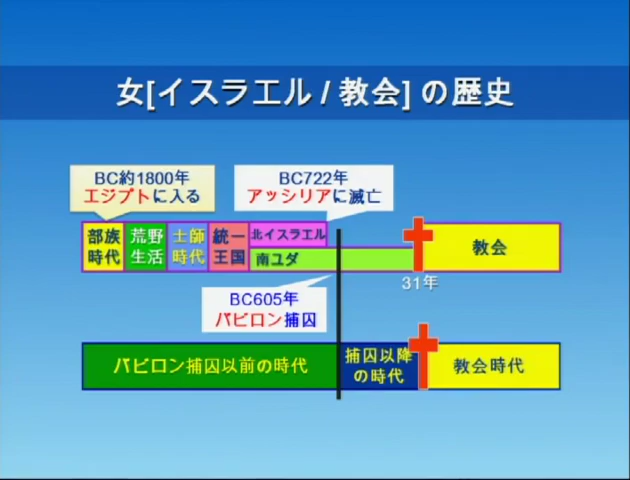 女[イスラエル / 教会] の歴史
BC約1800年
エジプトに入る
BC722年
アッシリアに滅亡
部族
時代
荒野
生活
士師
時代
統一
王国
北イスラエル
南ユダ
教会
31年
BC605年
バビロン捕囚
バビロン捕囚以前の時代
捕囚以降
の時代
教会時代